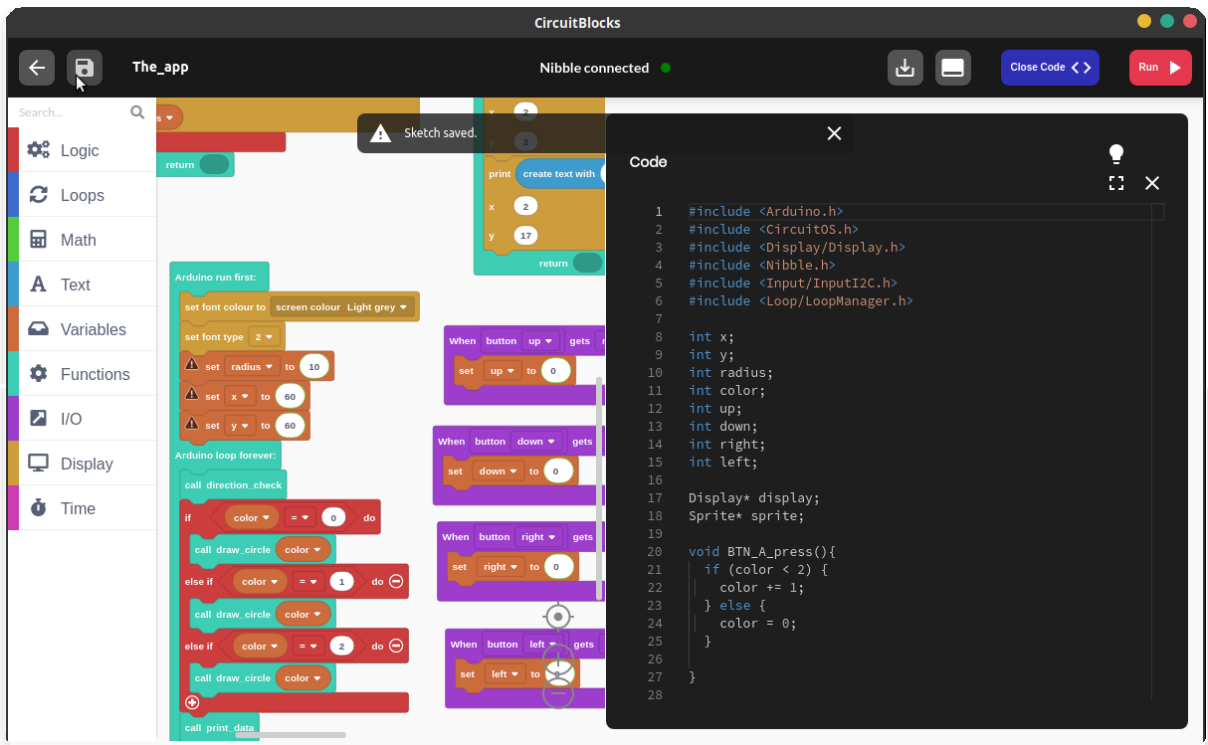 CircuitBlocks
The_app
Nibble connected
Close Code
Run
Search...
Logic
Loops
Math
Text
Variables
Functions
I/O
Display
Time
Sketch saved.
return
2
2
print create text with
x 2
y 17
return
Arduino run first:
set font colour to screen colour Light grey
set font type 2
set radius to 10
set x to 60
set y to 60
Arduino loop forever:
call direction_check
if color = 0 do
call draw_circle color
else if color = 1 do
call draw_circle color
else if color = 2 do
call draw_circle color
call print_data
When button up gets
set up to 0
When button down gets
set down to 0
When button right gets
set right to 0
When button left gets
set left to
Code
1 #include <Arduino.h>
2 #include <CircuitOS.h>
3 #include <Display/Display.h>
4 #include <Nibble.h>
5 #include <Input/InputI2C.h>
6 #include <Loop/LoopManager.h>
7
8 int x;
9 int y;
10 int radius;
11 int color;
12 int up;
13 int down;
14 int right;
15 int left;
16
17 Display* display;
18 Sprite* sprite;
19
20 void BTN_A_press(){
21 if (color < 2) {
22 color += 1;
23 } else {
24 color = 0;
25 }
26
27 }
28